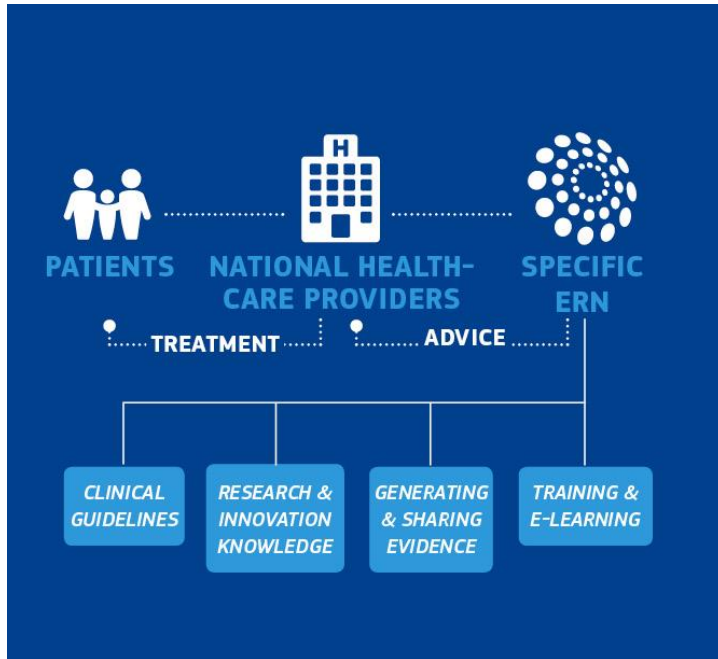 H
PATIENTS
NATIONAL HEALTH-
CARE PROVIDERS
SPECIFIC
ERN
TREATMENT
ADVICE
CLINICAL
GUIDELINES
RESEARCH &
INNOVATION
KNOWLEDGE
GENERATING
& SHARING
EVIDENCE
TRAINING &
E-LEARNING